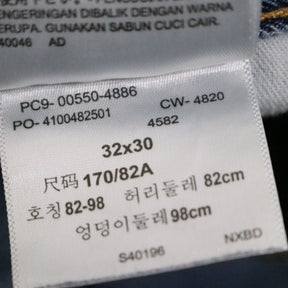 ENGERINGAN DIBALIK DENGAN WARNA
ERUPA. GUNAKAN SABUN CUCI CAIR.
40046 AD
PC9- 00550-4886 CW- 4820
PO- 4100482501 4582
32x30
尺码 170/82A
호칭 82-98 허리둘레 82cm
엉덩이둘레 98cm
S40196 NXBD